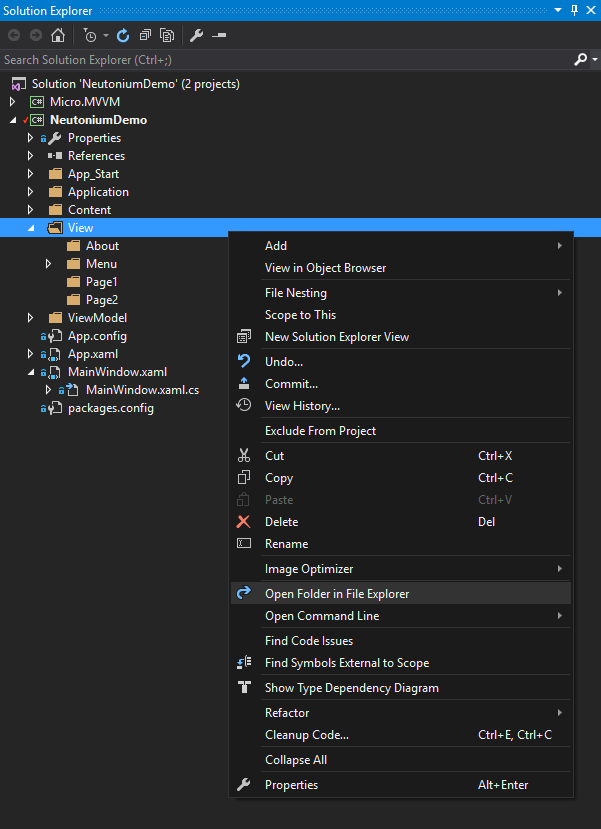 Solution Explorer
Search Solution Explorer (Ctrl+;)
Solution 'NeutoniumDemo' (2 projects)
C# Micro.MVVM
C# NeutoniumDemo
Properties
References
App_Start
Application
Content
View
About
Menu
Page1
Page2
ViewModel
App.config
App.xaml
MainWindow.xaml
MainWindow.xaml.cs
packages.config
Add
View in Object Browser
File Nesting
Scope to This
New Solution Explorer View
Undo...
Commit...
View History...
Exclude From Project
Cut Ctrl+X
Copy Ctrl+C
Paste Ctrl+V
Delete Del
Rename
Image Optimizer
Open Folder in File Explorer
Open Command Line
Find Code Issues
Find Symbols External to Scope
Show Type Dependency Diagram
Refactor
Cleanup Code... Ctrl+E, Ctrl+C
Collapse All
Properties Alt+Enter